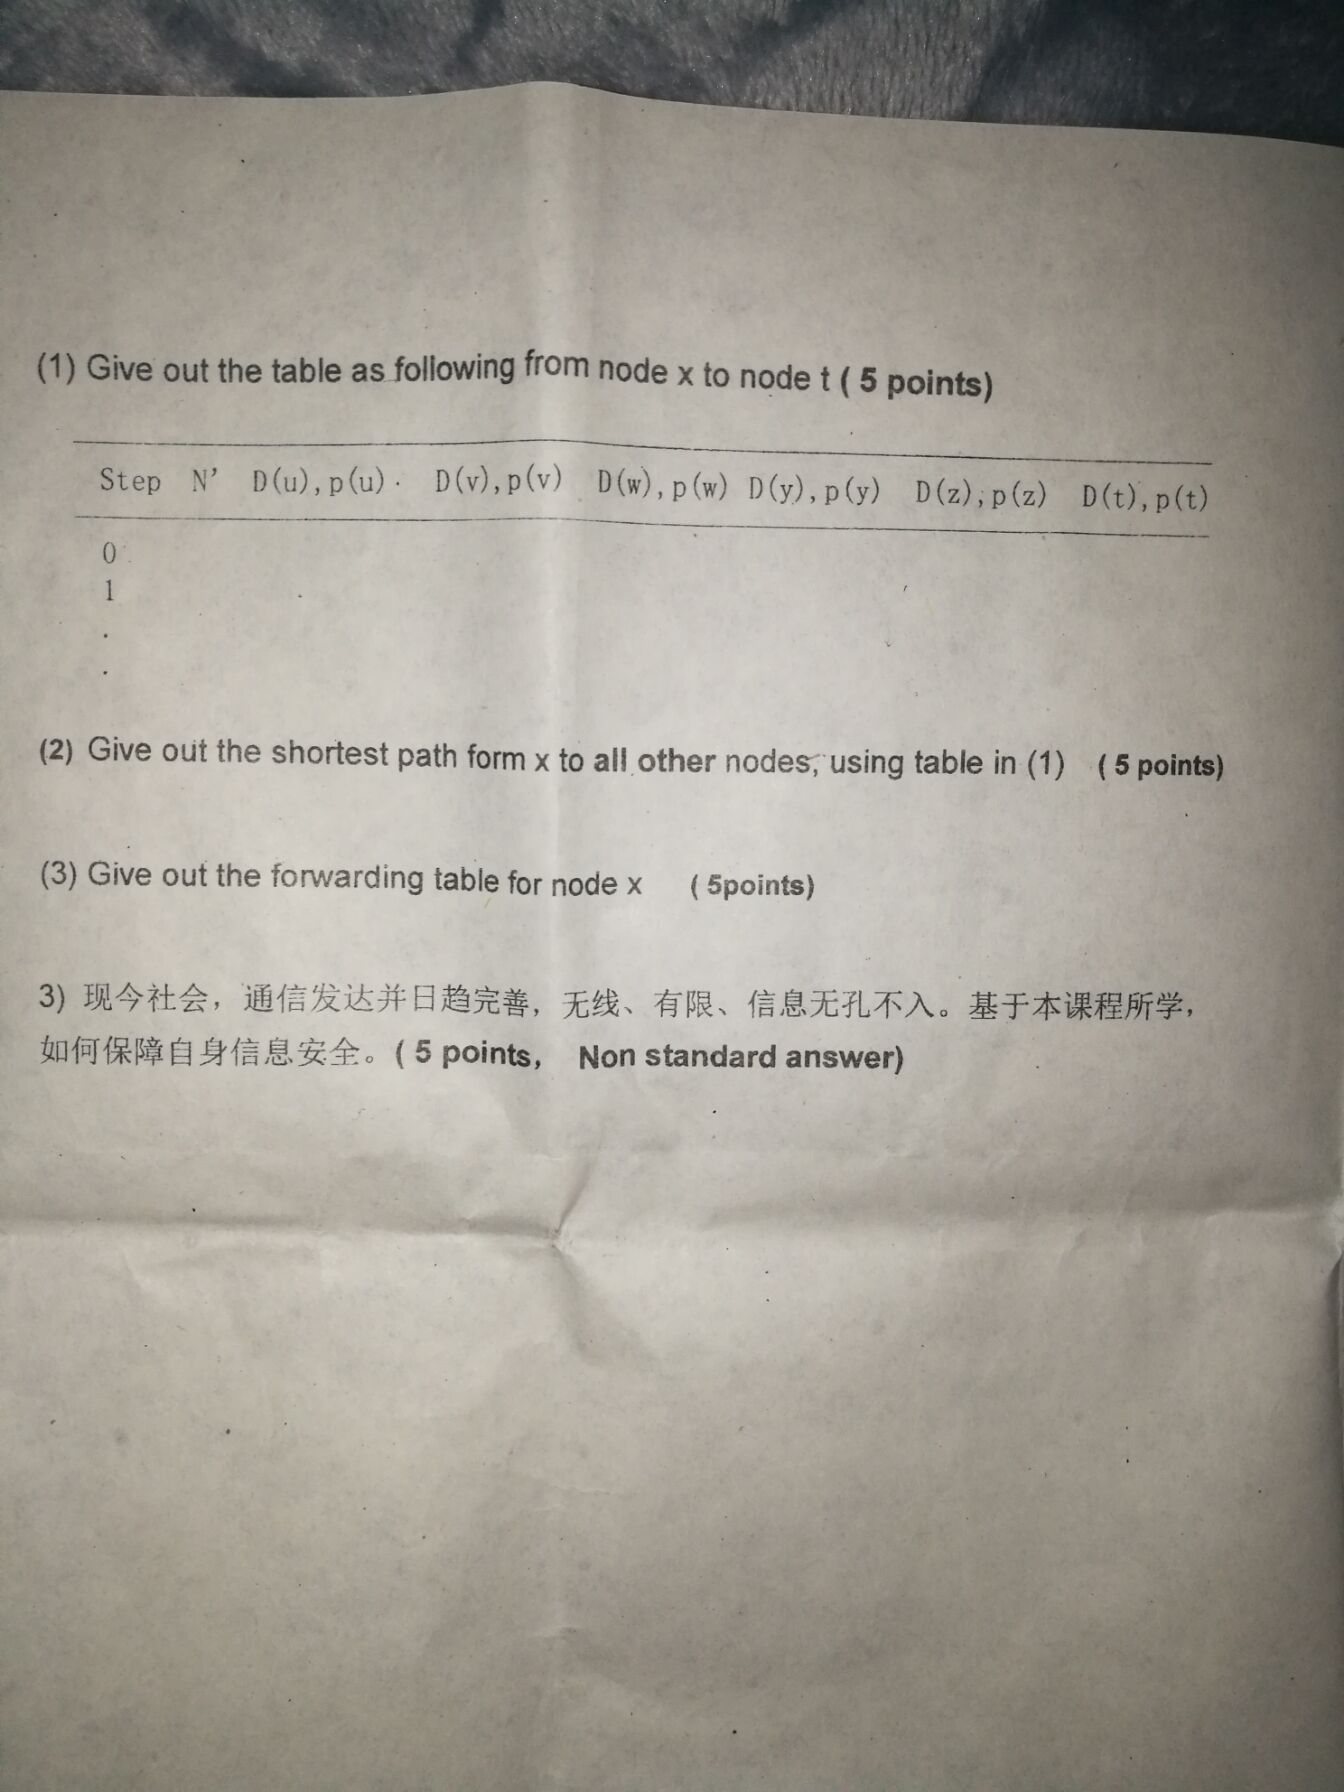 (1) Give out the table as following from node x to node t ( 5 points)
Step N’ D(u),p(u) D(v),p(v) D(w),p(w) D(y),p(y) D(z),p(z) D(t),p(t)
0
1
.
.
(2) Give out the shortest path form x to all other nodes, using table in (1) ( 5 points)
(3) Give out the forwarding table for node x ( 5points)
3) 现今社会，通信发达并日趋完善，无线、有限、信息无孔不入。基于本课程所学，
如何保障自身信息安全。( 5 points， Non standard answer)